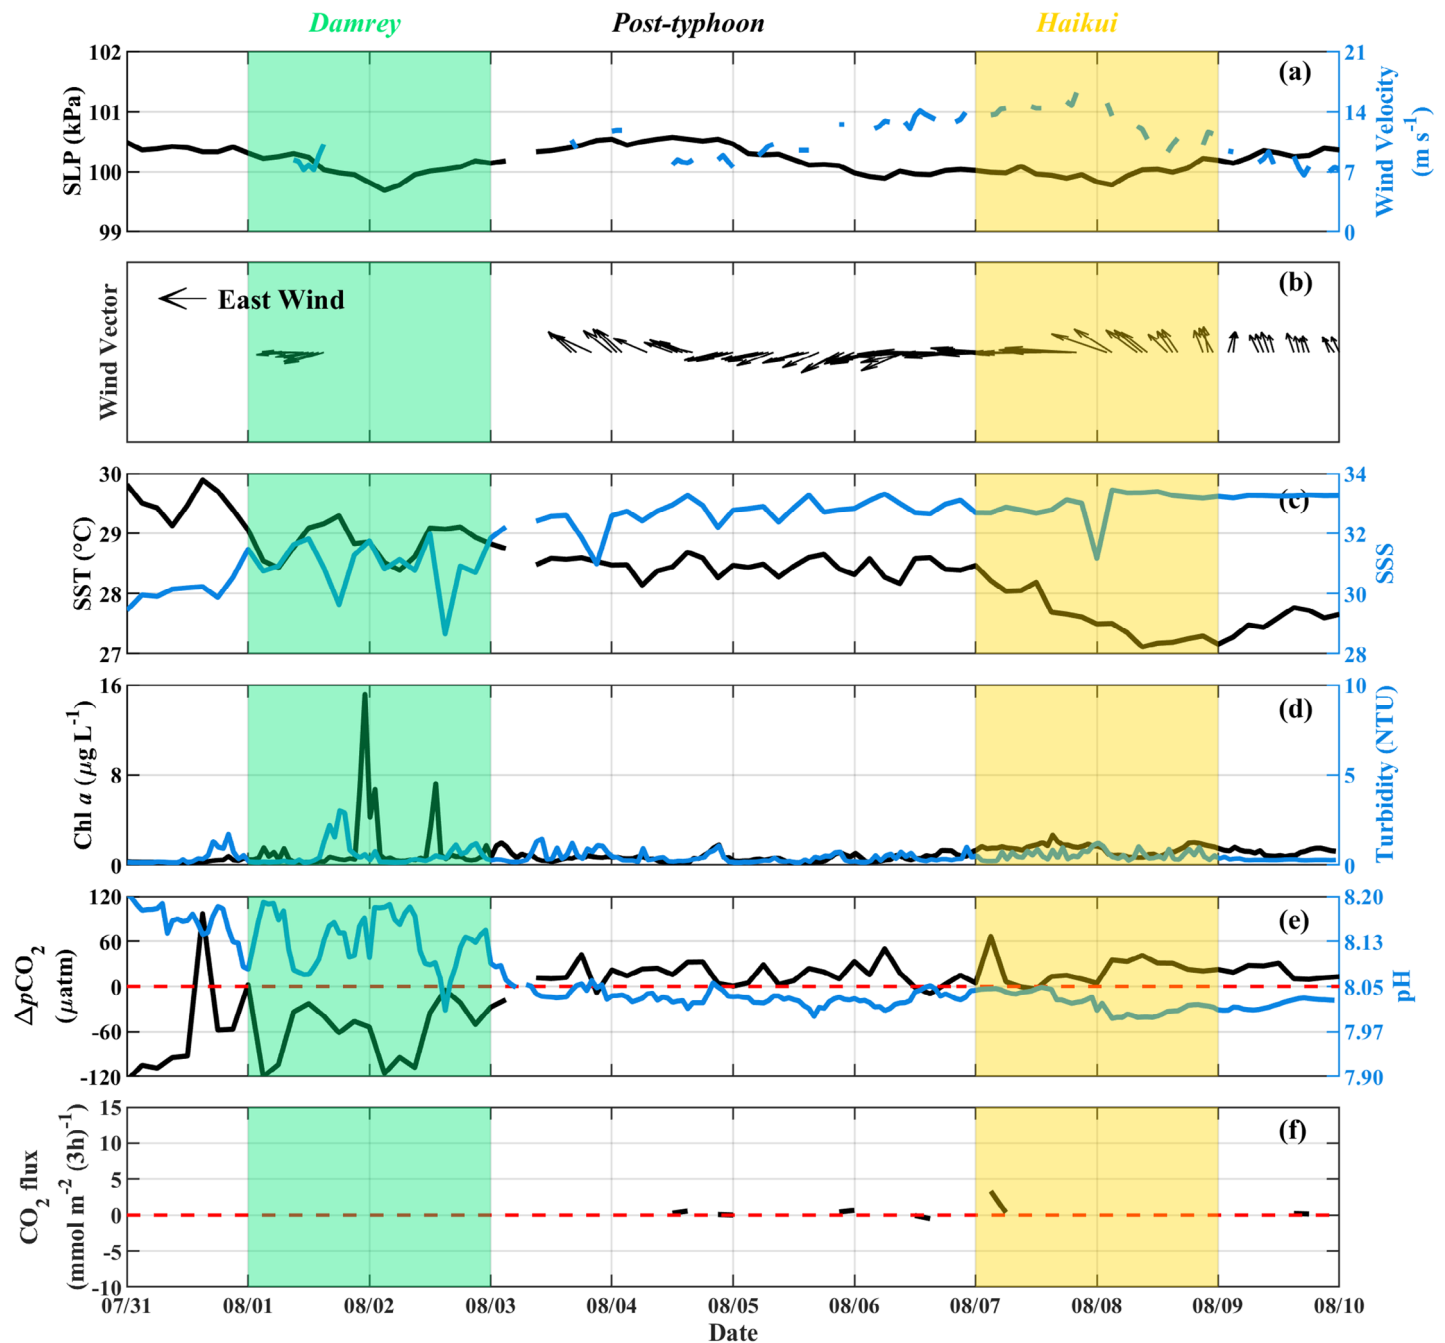 Damrey Post-typhoon Haikui
102 21
(a)
101 14
100 7
99 0
SLP (kPa)
Wind Velocity
(m s⁻¹)
(b)
East Wind
Wind Vector
30 34
(c)
29 32
28 30
27 28
SST (°C)
SSS
16 10
(d)
8 5
0 0
Chl a (μg L⁻¹)
Turbidity (NTU)
120 8.20
(e)
60 8.13
0 8.05
-60 7.97
-120 7.90
ΔpCO₂
(μatm)
pH
15
(f)
10
5
0
-5
-10
CO₂ flux
(mmol m⁻² (3h)⁻¹)
07/31 08/01 08/02 08/03 08/04 08/05 08/06 08/07 08/08 08/09 08/10
Date